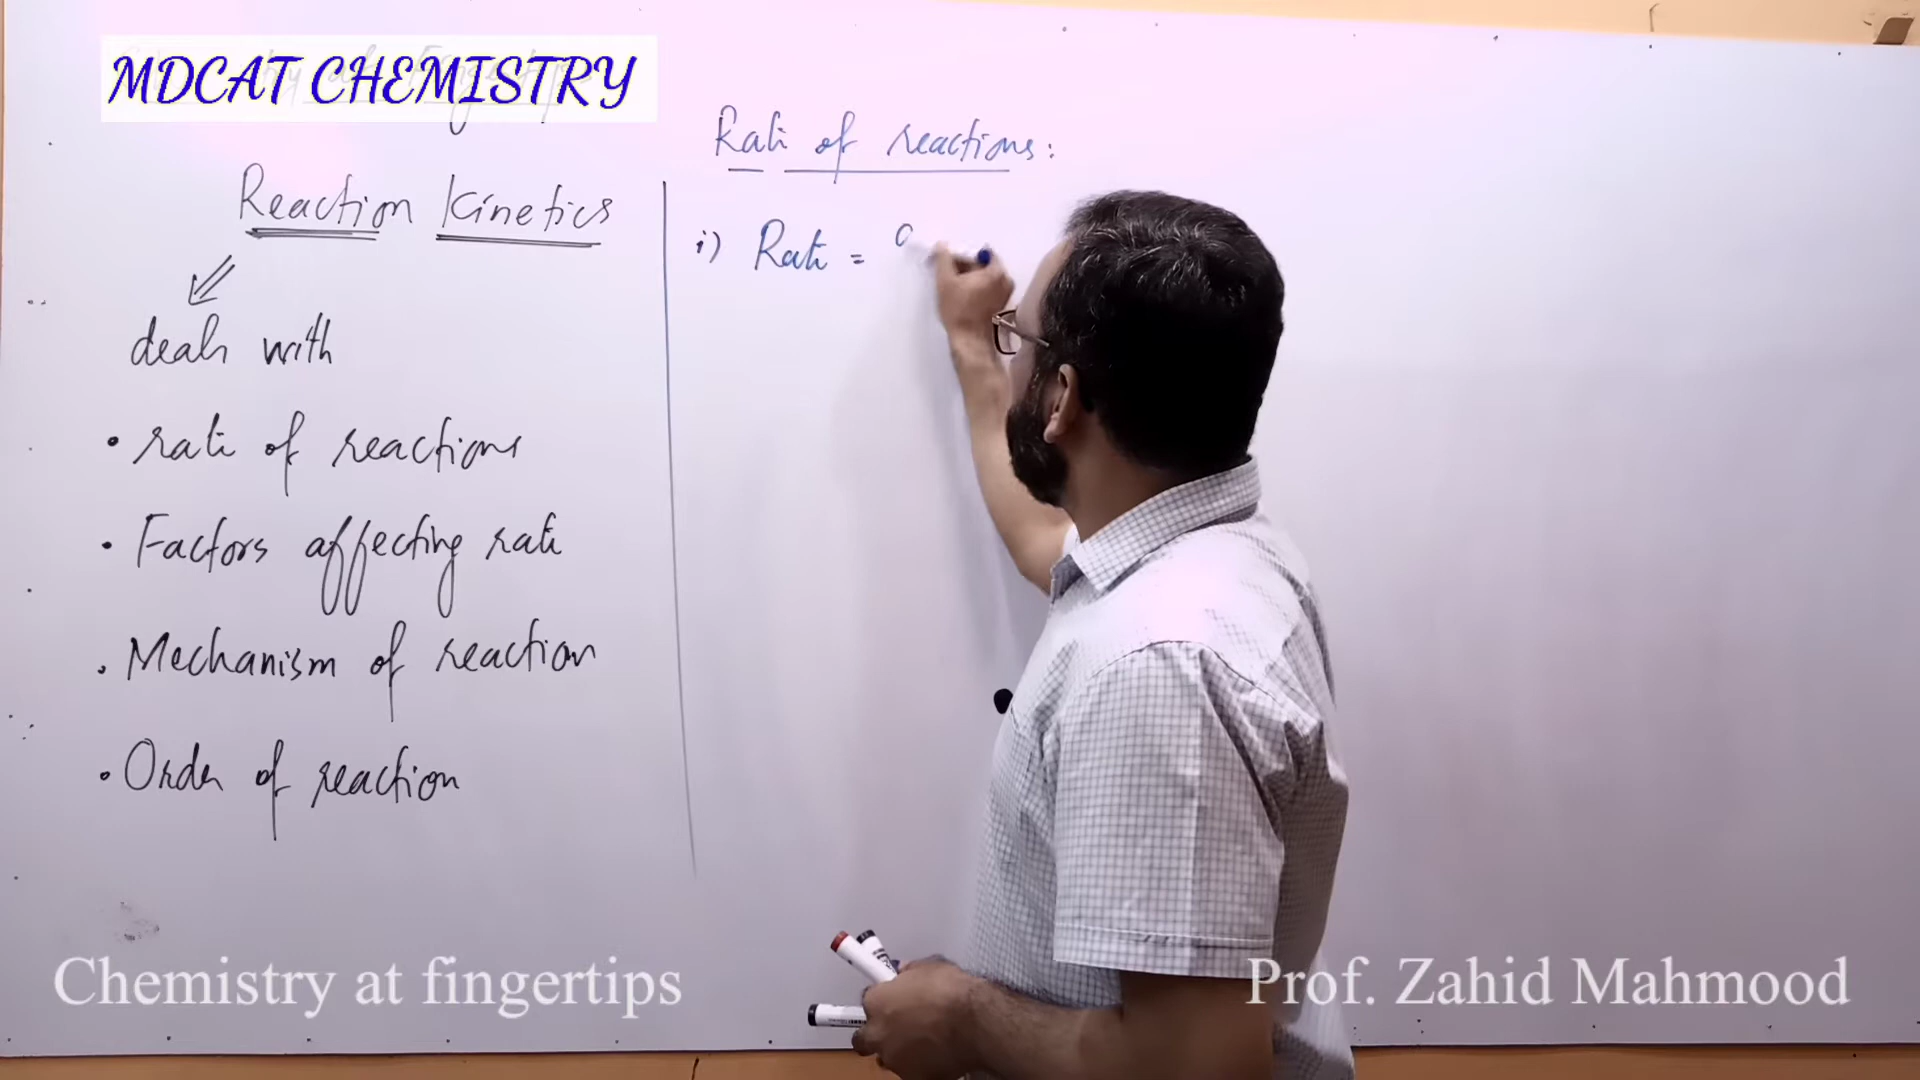 MDCAT CHEMISTRY
Reaction Kinetics
deals with
• rate of reactions
• Factors affecting rate
• Mechanism of reaction
• Order of reaction
Rate of reactions:
i) Rate =
Chemistry at fingertips
Prof. Zahid Mahmood